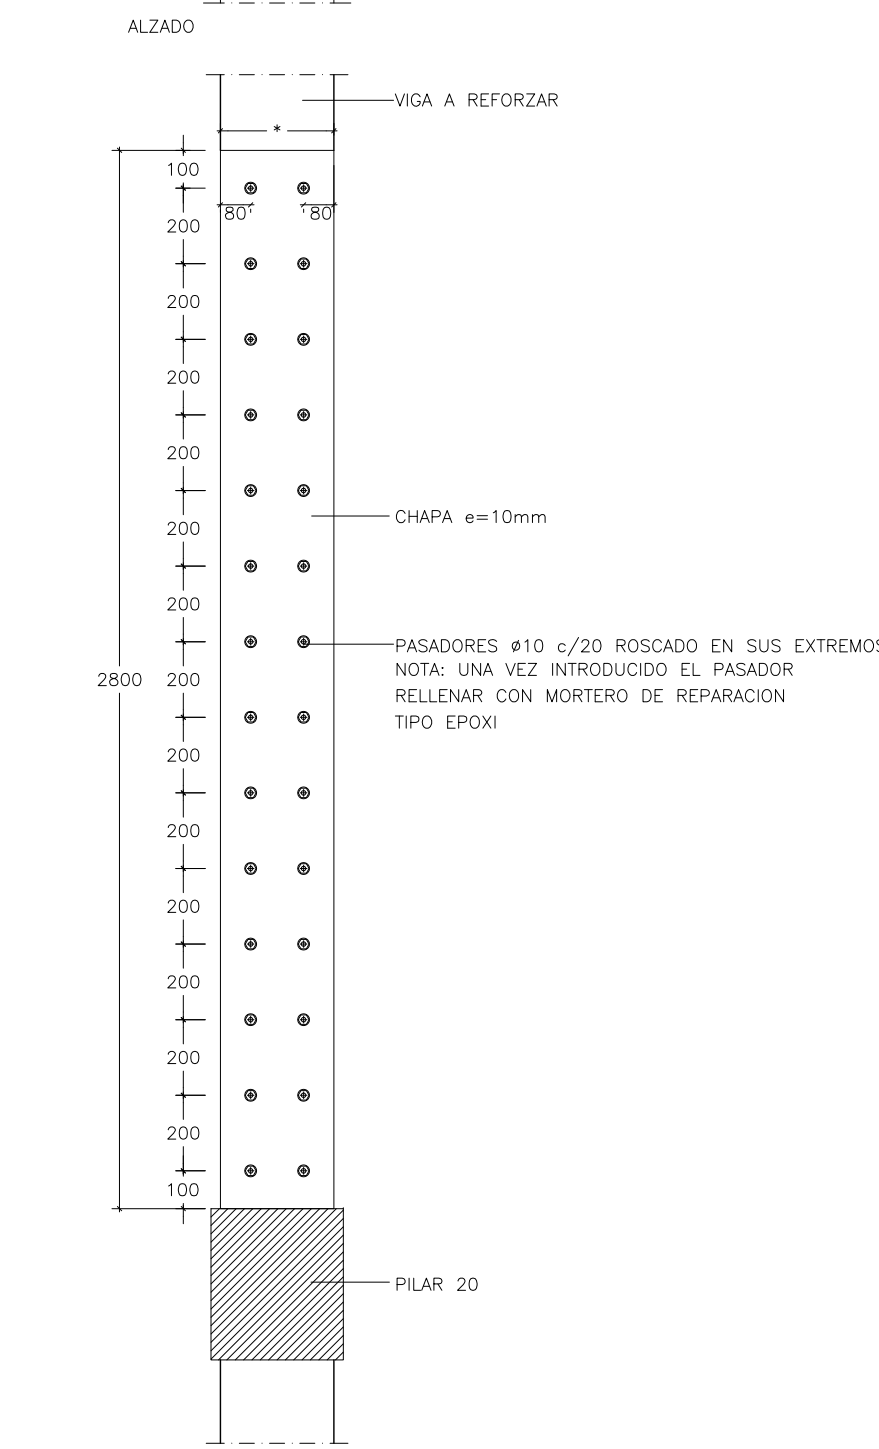 ALZADO
VIGA A REFORZAR
*
100
80 80
200
200
200
200
200
CHAPA e=10mm
200
PASADORES Ø10 c/20 ROSCADO EN SUS EXTREMOS
NOTA: UNA VEZ INTRODUCIDO EL PASADOR
2800 200
RELLENAR CON MORTERO DE REPARACION
TIPO EPOXI
200
200
200
200
200
200
100
PILAR 20